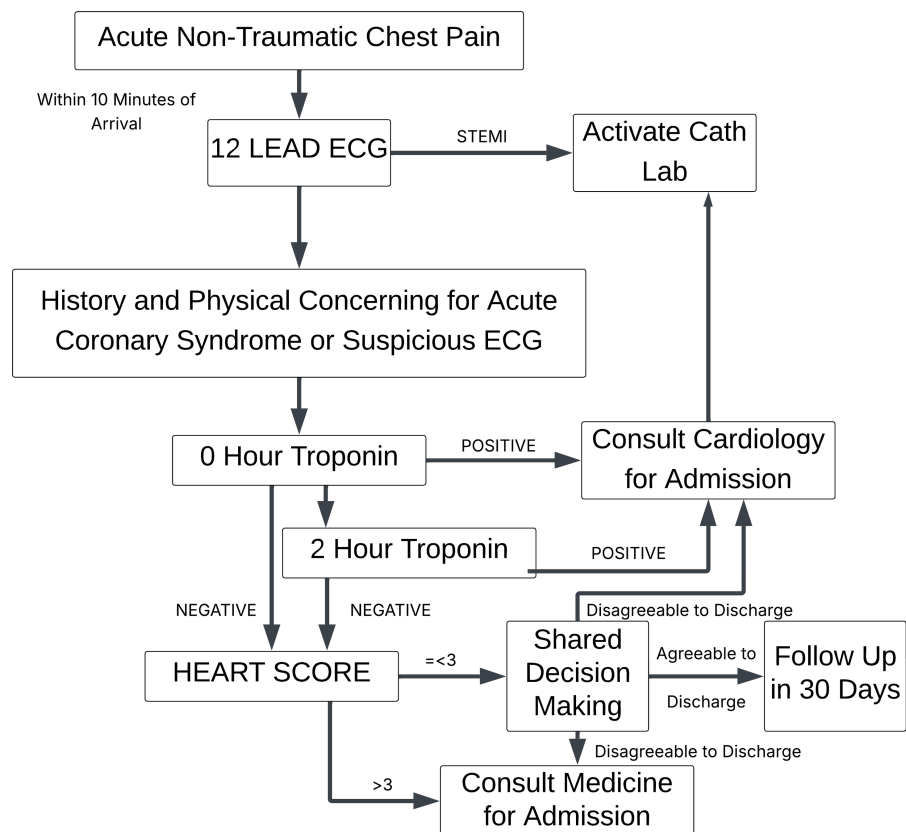 Acute Non-Traumatic Chest Pain
Within 10 Minutes of
Arrival
12 LEAD ECG
STEMI
Activate Cath
Lab
History and Physical Concerning for Acute
Coronary Syndrome or Suspicious ECG
0 Hour Troponin
POSITIVE
Consult Cardiology
for Admission
2 Hour Troponin
POSITIVE
NEGATIVE
NEGATIVE
Disagreeable to Discharge
HEART SCORE
=<3
Shared
Decision
Making
Agreeable to
Discharge
Follow Up
in 30 Days
Disagreeable to Discharge
>3
Consult Medicine
for Admission